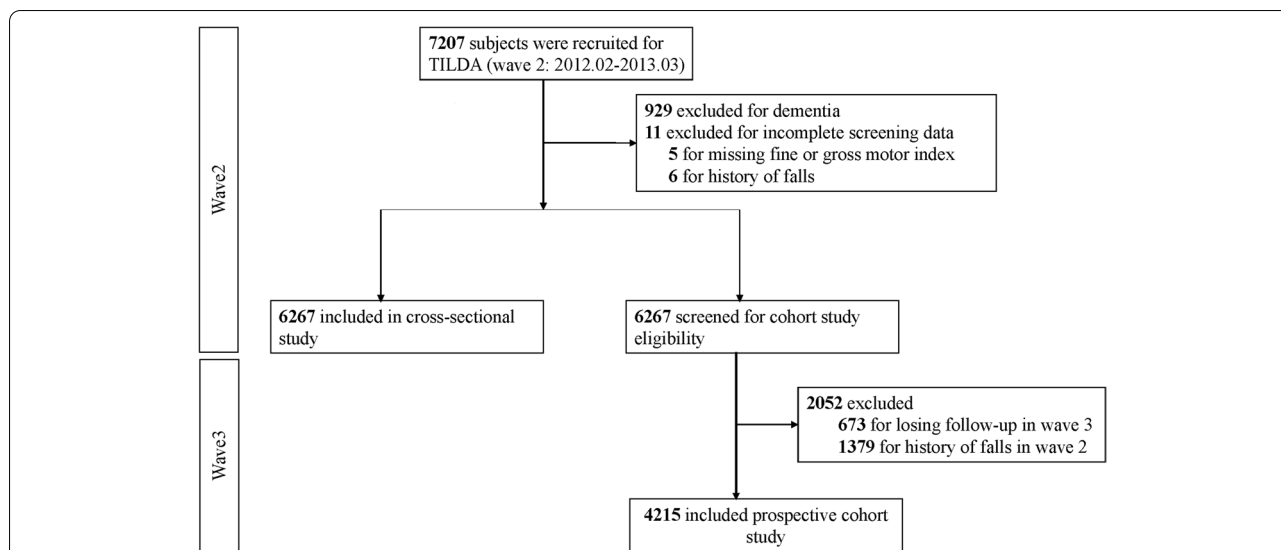 7207 subjects were recruited for
TILDA (wave 2: 2012.02-2013.03)
929 excluded for dementia
11 excluded for incomplete screening data
5 for missing fine or gross motor index
6 for history of falls
Wave2
6267 included in cross-sectional
study
6267 screened for cohort study
eligibility
2052 excluded
673 for losing follow-up in wave 3
1379 for history of falls in wave 2
Wave3
4215 included prospective cohort
study